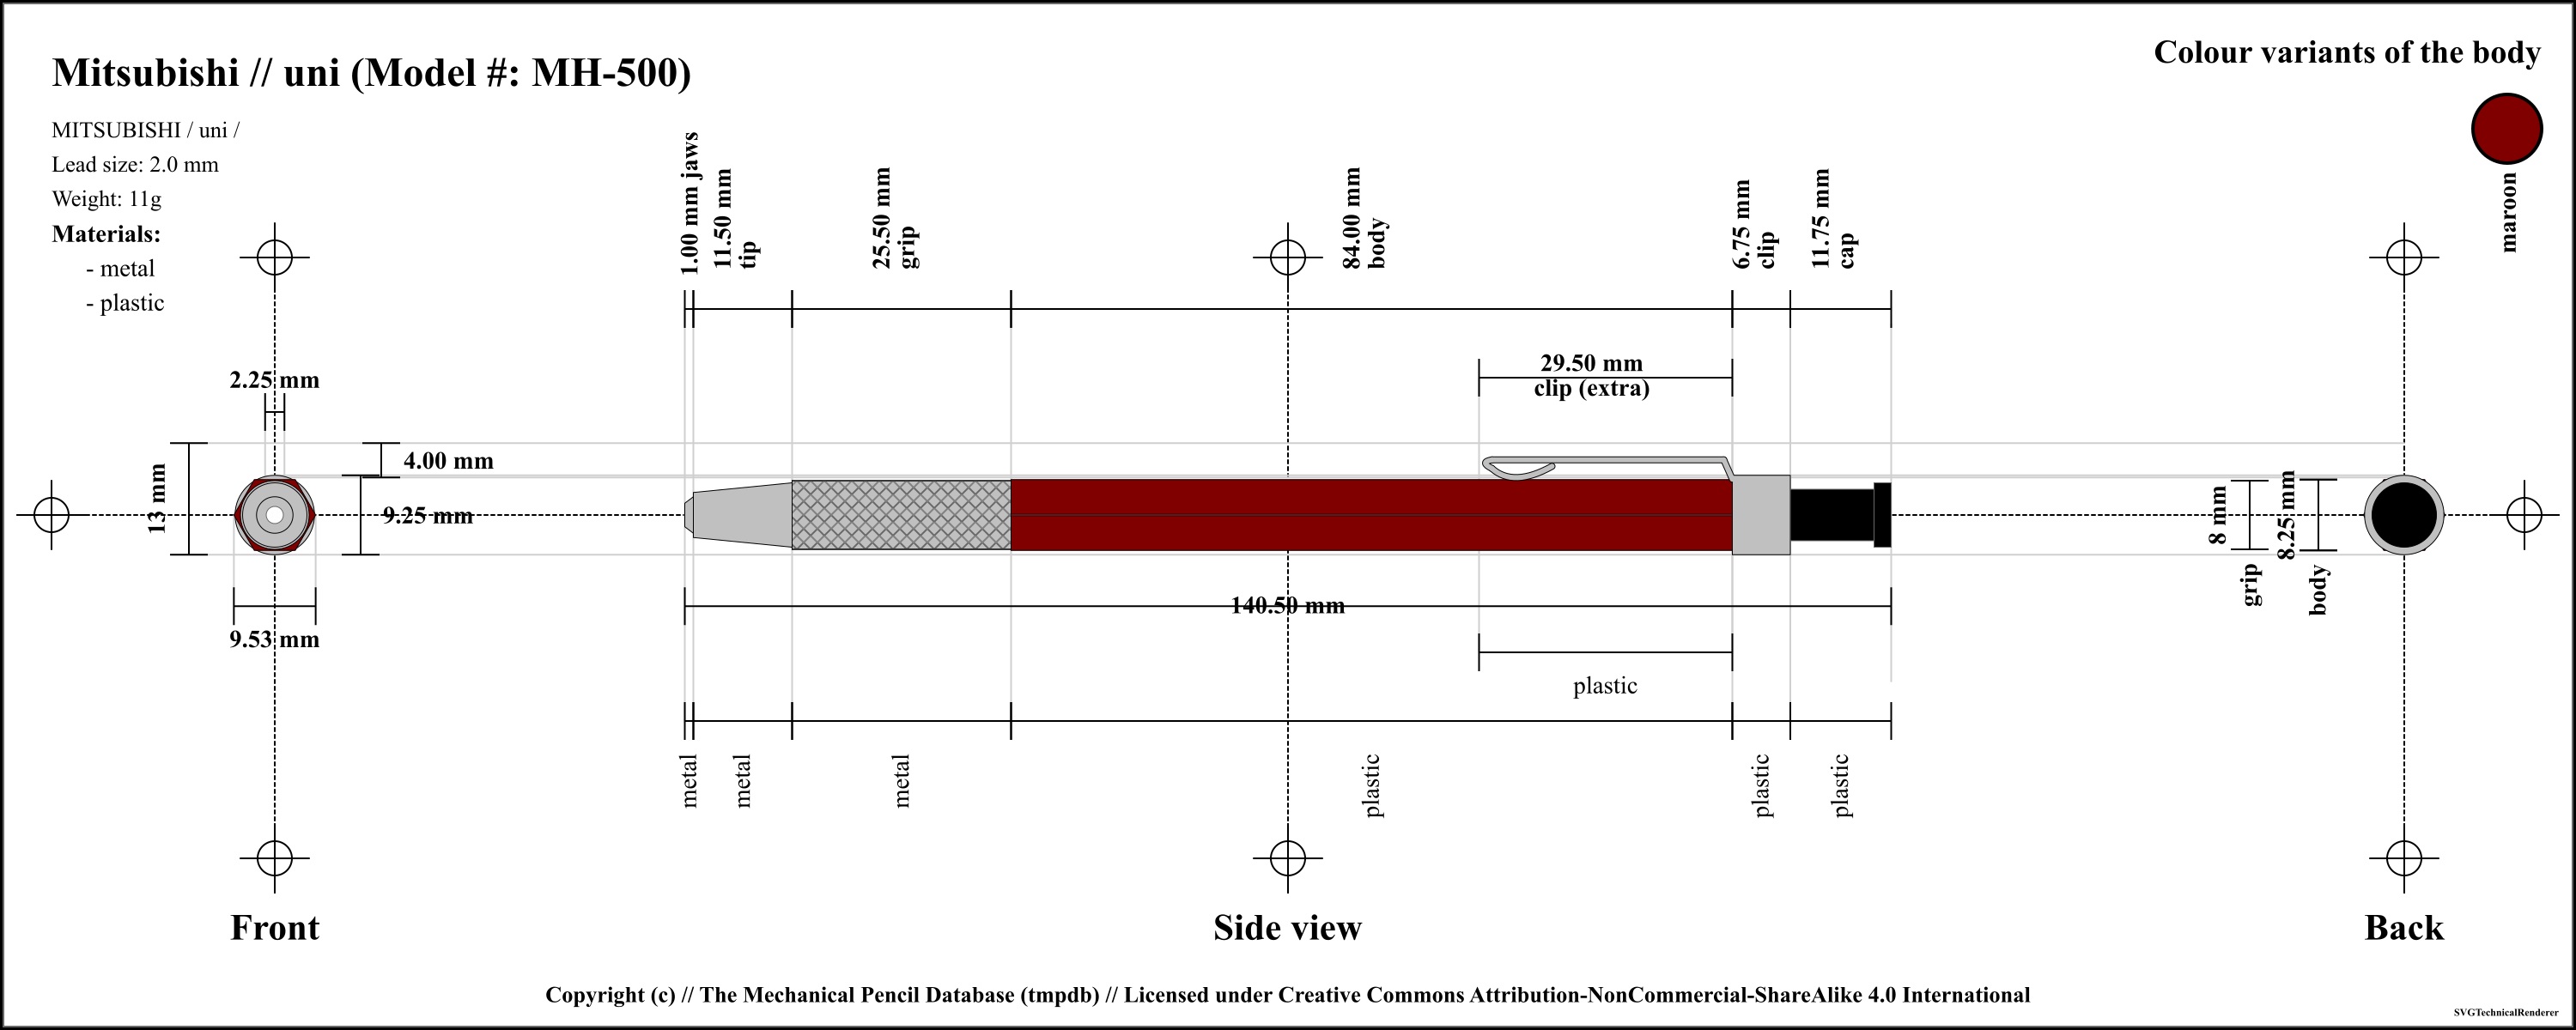 Mitsubishi // uni (Model #: MH-500)
MITSUBISHI / uni /
Lead size: 2.0 mm
Weight: 11g
Materials:
- metal
- plastic
Colour variants of the body
maroon
1.00 mm jaws
11.50 mm
tip
25.50 mm
grip
84.00 mm
body
6.75 mm
clip
11.75 mm
cap
29.50 mm
clip (extra)
2.25 mm
4.00 mm
13 mm
9.25 mm
9.53 mm
140.50 mm
8 mm
grip
8.25 mm
body
plastic
metal
metal
metal
plastic
plastic
plastic
Front
Side view
Back
Copyright (c) // The Mechanical Pencil Database (tmpdb) // Licensed under Creative Commons Attribution-NonCommercial-ShareAlike 4.0 International
SVGTechnicalRenderer